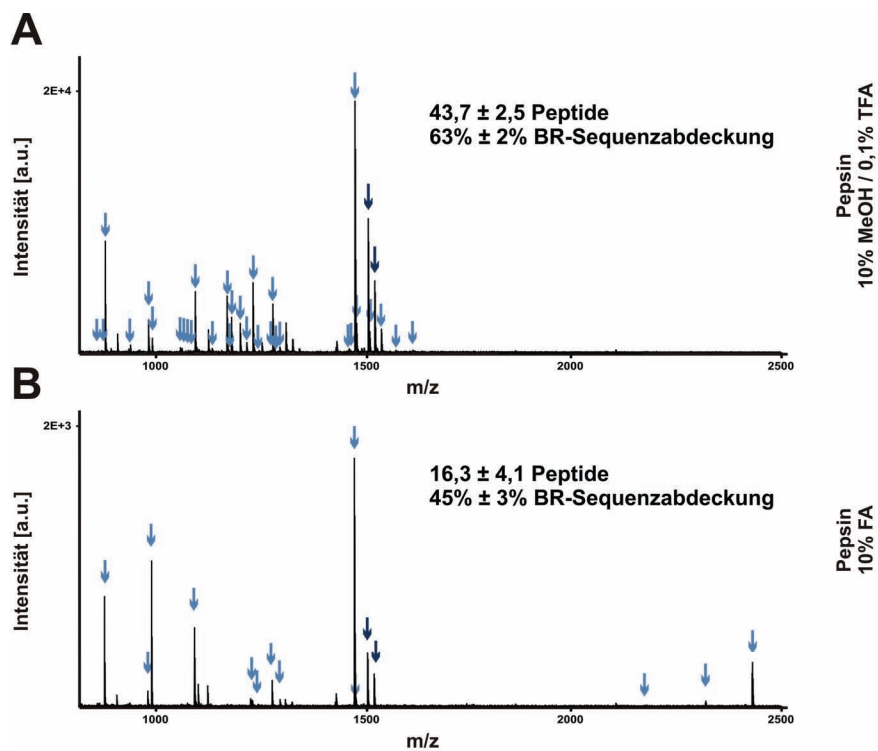 A
2E+4
Intensität [a.u.]
43,7 ± 2,5 Peptide
63% ± 2% BR-Sequenzabdeckung
Pepsin
10% MeOH / 0,1% TFA
1000
1500
2000
2500
m/z
B
2E+3
Intensität [a.u.]
16,3 ± 4,1 Peptide
45% ± 3% BR-Sequenzabdeckung
Pepsin
10% FA
1000
1500
2000
2500
m/z